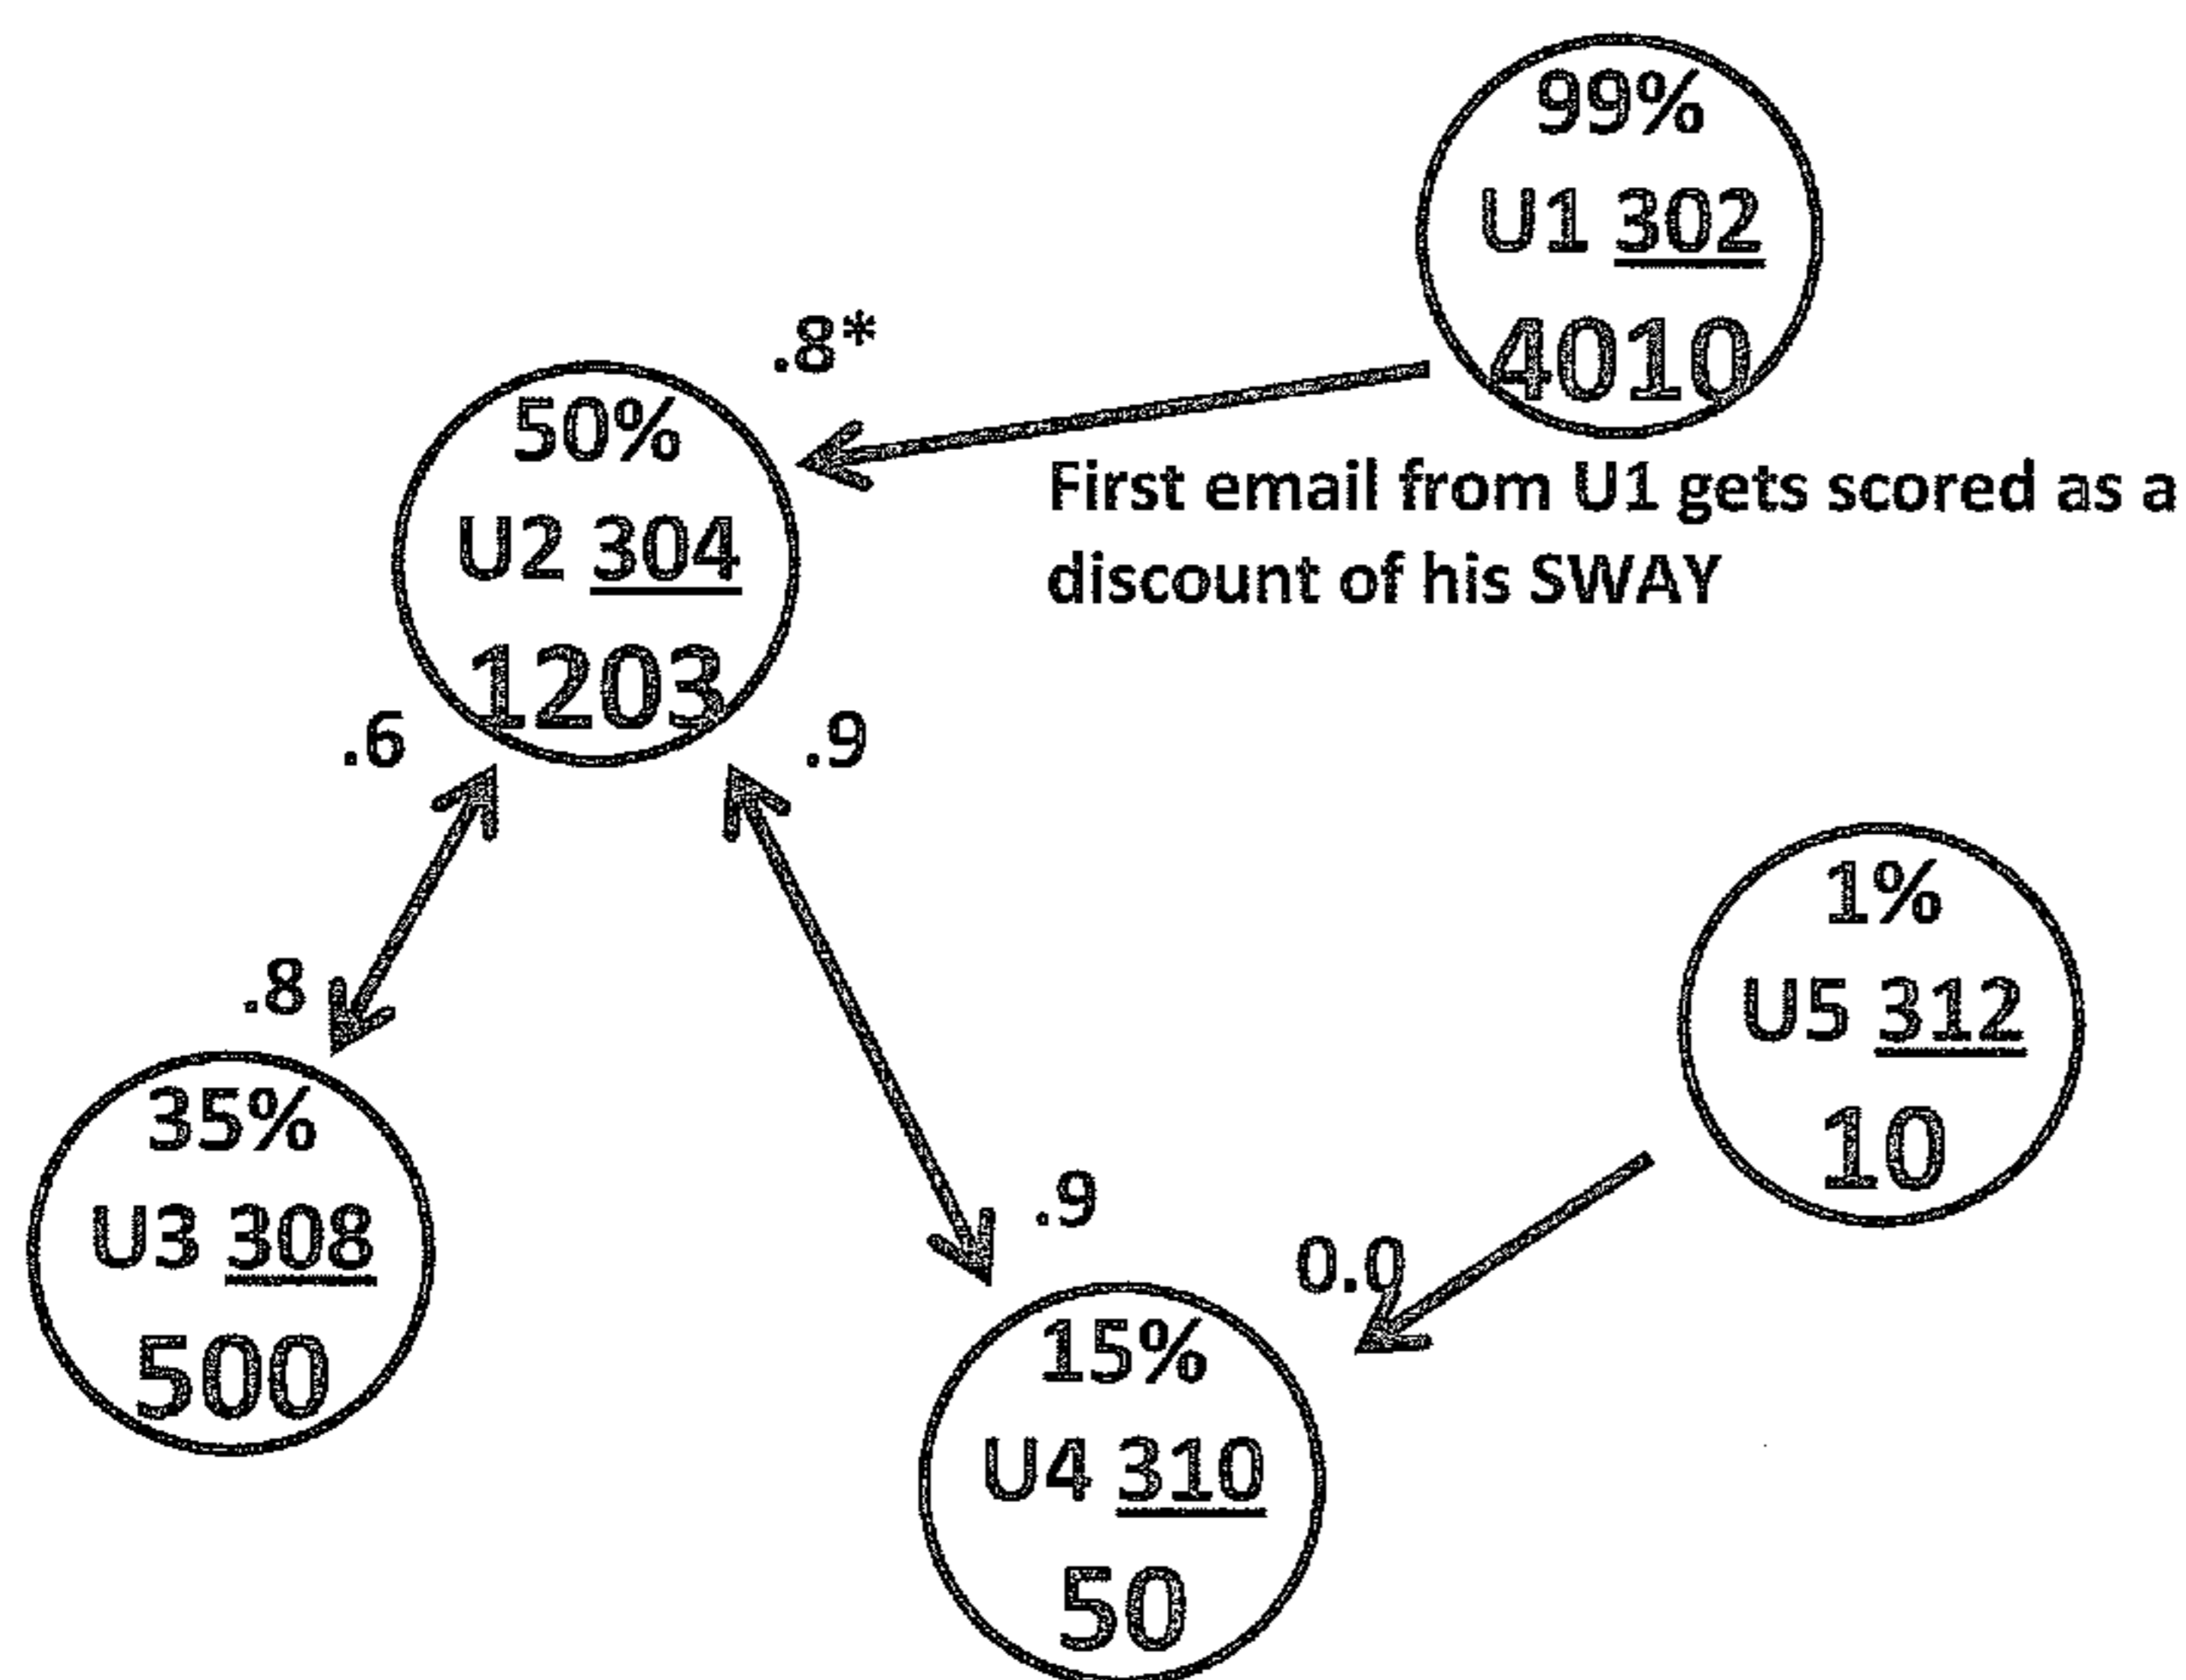 99%
U1 302
4010
.8*
50%
U2 304
1203
First email from U1 gets scored as a
discount of his SWAY
.6
.9
1%
U5 312
10
.8
35%
U3 308
500
.9
0.0
15%
U4 310
50